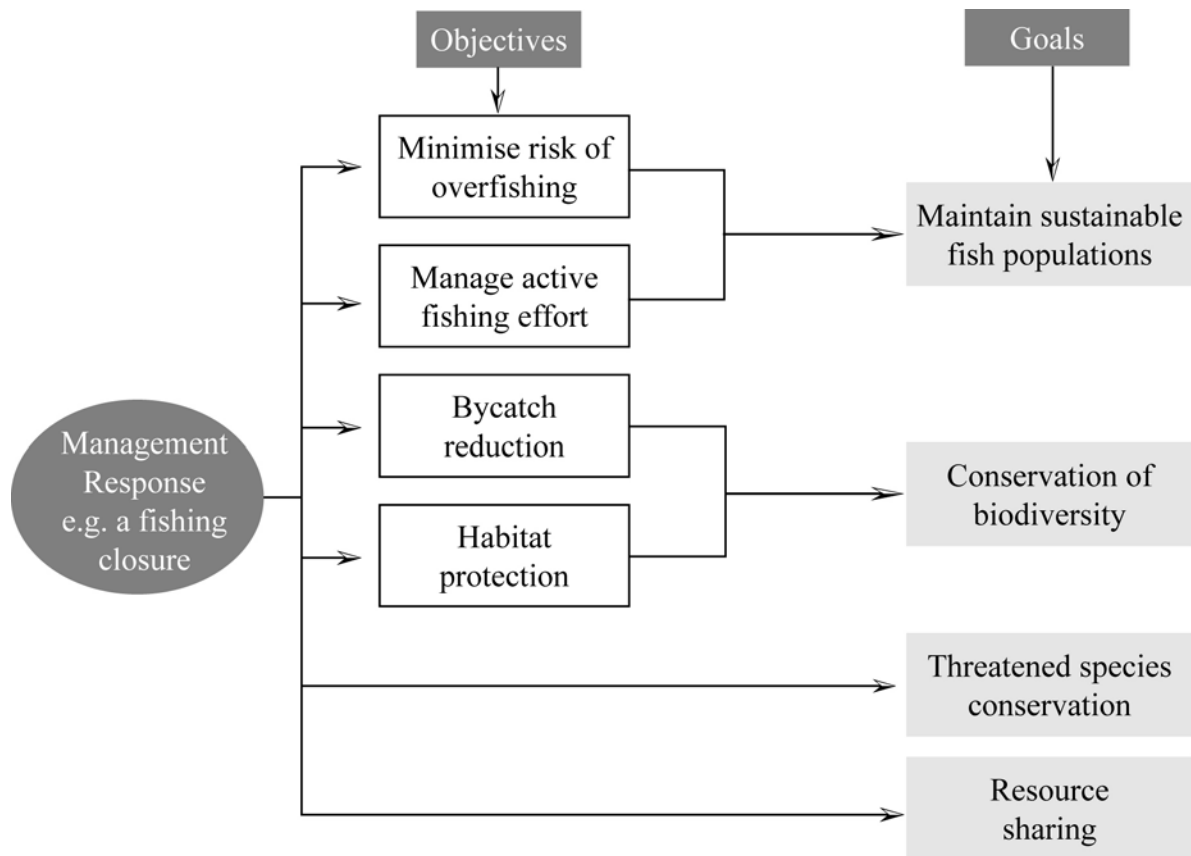 Objectives
Goals
Minimise risk of
overfishing
Maintain sustainable
fish populations
Manage active
fishing effort
Bycatch
reduction
Management
Response
e.g. a fishing
closure
Conservation of
biodiversity
Habitat
protection
Threatened species
conservation
Resource
sharing